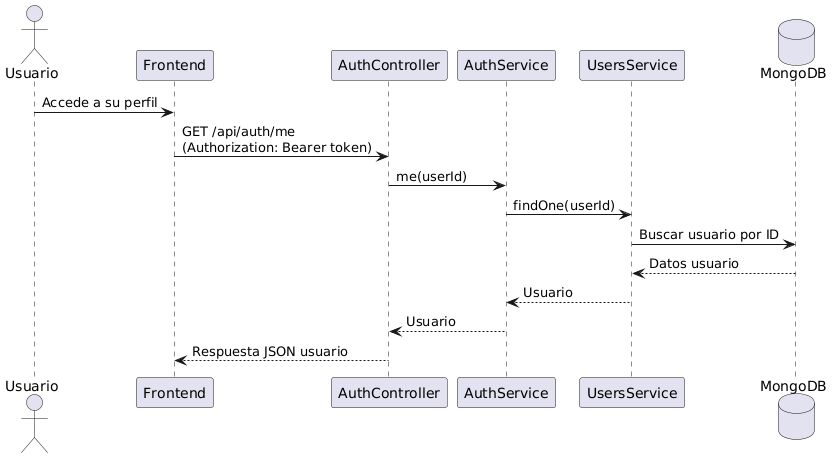 Usuario
Frontend
AuthController
AuthService
UsersService
MongoDB
Accede a su perfil
GET /api/auth/me
(Authorization: Bearer token)
me(userId)
findOne(userId)
Buscar usuario por ID
Datos usuario
Usuario
Usuario
Respuesta JSON usuario
Usuario
Frontend
AuthController
AuthService
UsersService
MongoDB